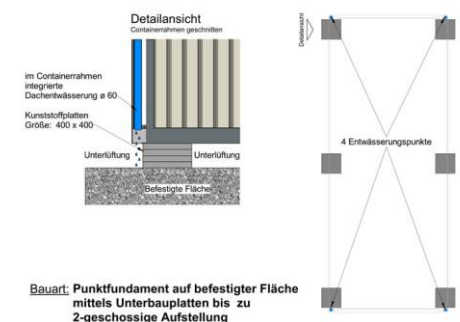 Detailansicht
Containerrahmen geschnitten
im Containerrahmen
integrierte
Dachentwässerung ø 60
Kunststoffplatten
Größe: 400 x 400
Unterlüftung
Unterlüftung
Befestigte Fläche
Detailansicht
4 Entwässerungspunkte
Bauart: Punktfundament auf befestigter Fläche
mittels Unterbauplatten bis zu
2-geschossige Aufstellung